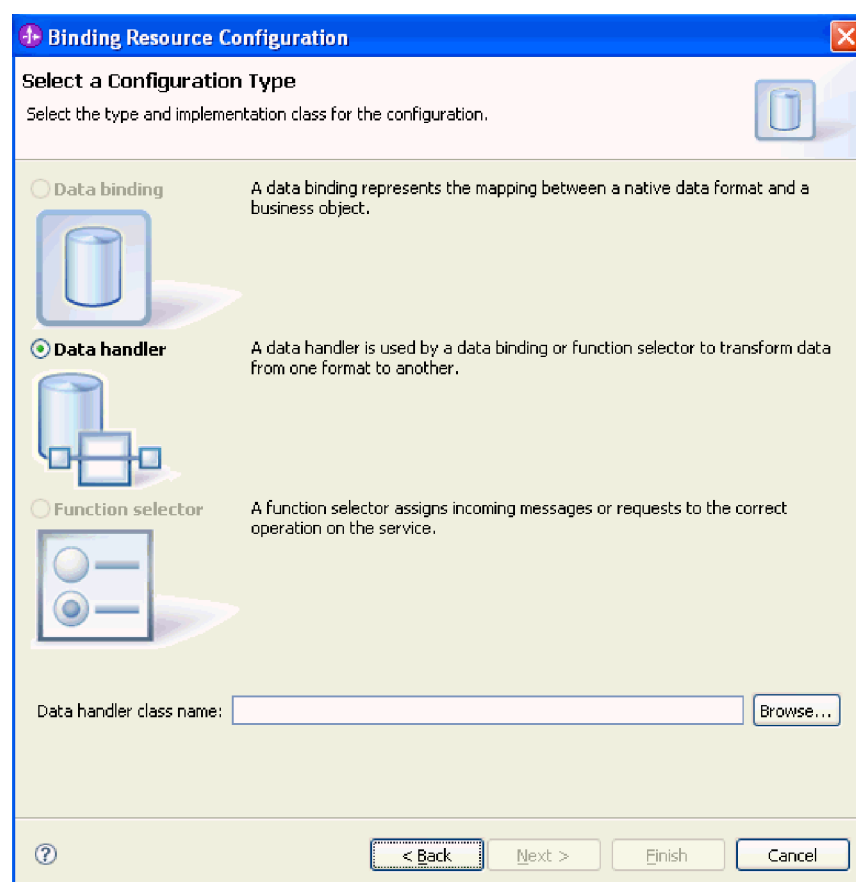 Binding Resource Configuration
Select a Configuration Type
Select the type and implementation class for the configuration.
Data binding
A data binding represents the mapping between a native data format and a
business object.
Data handler
A data handler is used by a data binding or function selector to transform data
from one format to another.
Function selector
A function selector assigns incoming messages or requests to the correct
operation on the service.
Data handler class name:
Browse...
?
< Back
Next >
Finish
Cancel